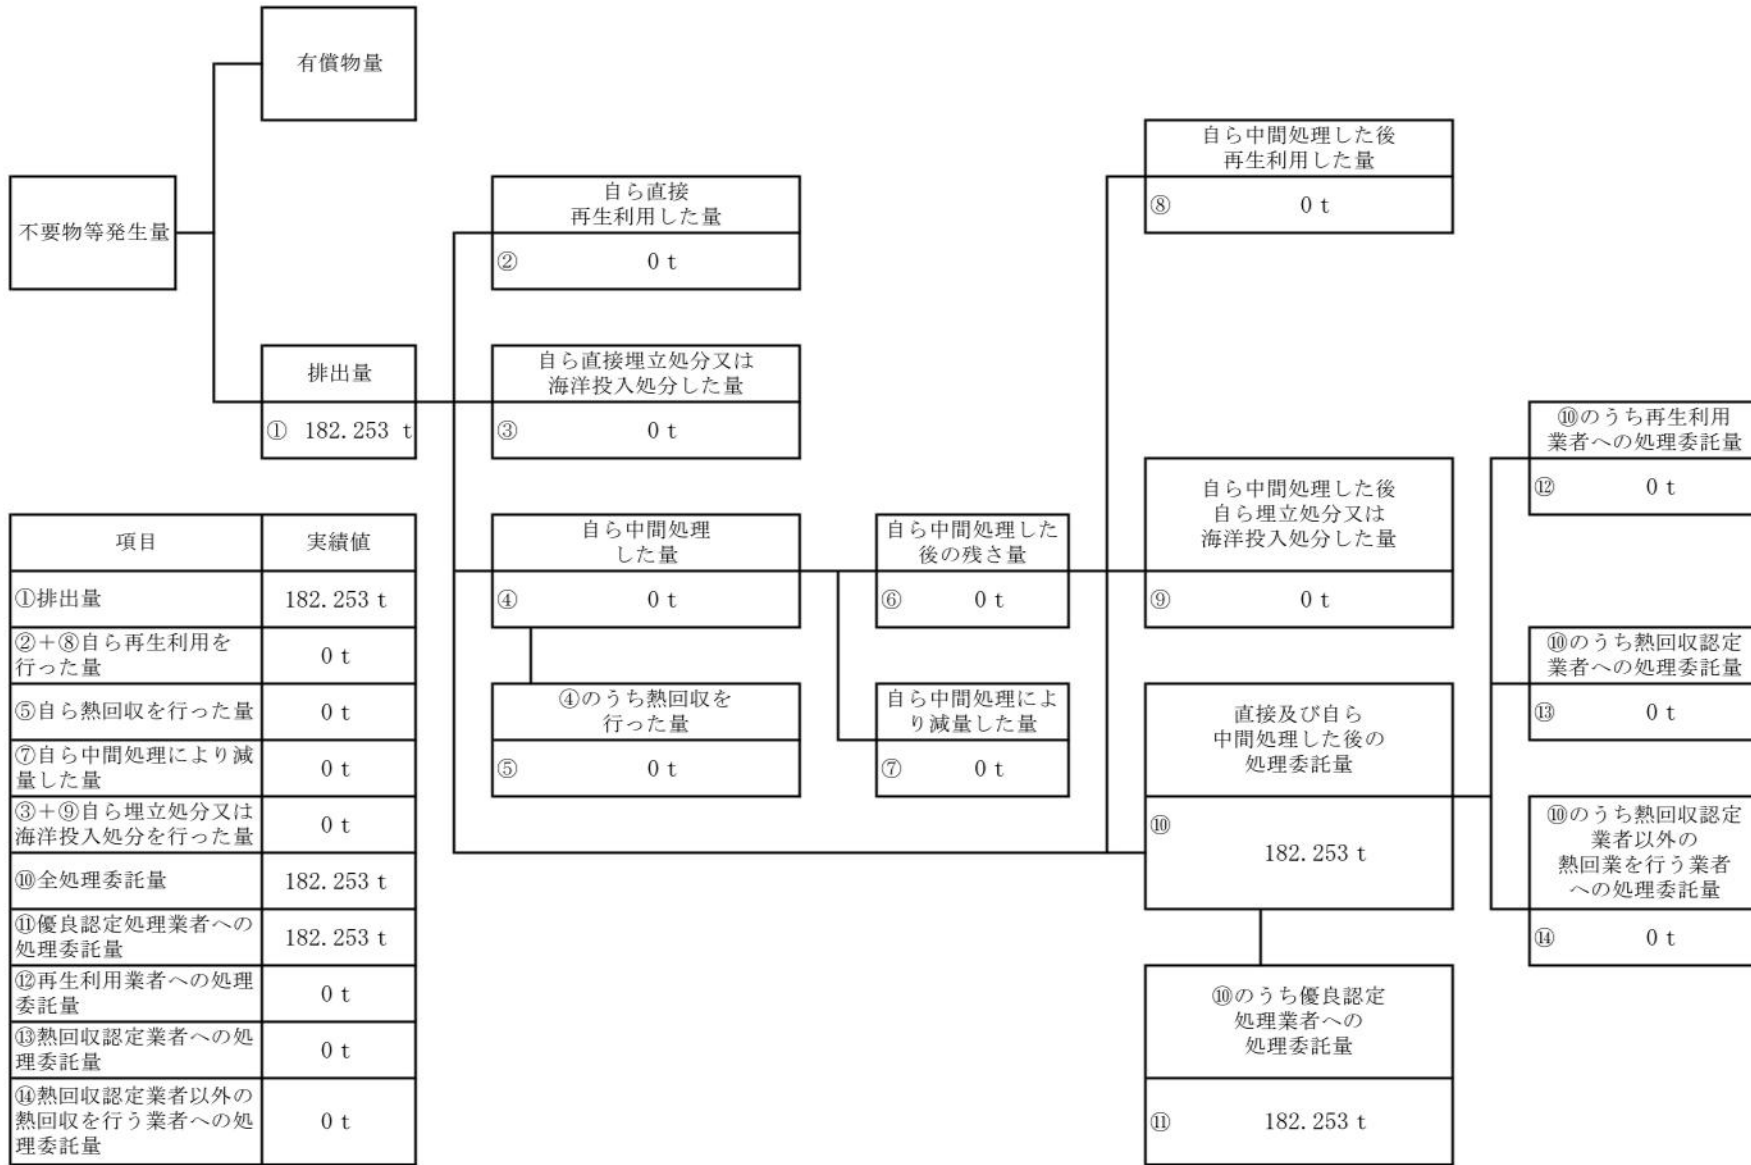 有償物量
不要物等発生量
排出量
① 182.253 t
自ら直接
再生利用した量
② 0 t
自ら直接埋立処分又は
海洋投入処分した量
③ 0 t
自ら中間処理
した量
④ 0 t
④のうち熱回収を
行った量
⑤ 0 t
自ら中間処理した
後の残さ量
⑥ 0 t
自ら中間処理によ
り減量した量
⑦ 0 t
自ら中間処理した後
再生利用した量
⑧ 0 t
自ら中間処理した後
自ら埋立処分又は
海洋投入処分した量
⑨ 0 t
直接及び自ら
中間処理した後の
処理委託量
⑩
182.253 t
⑩のうち優良認定
処理業者への
処理委託量
⑪ 182.253 t
⑩のうち再生利用
業者への処理委託量
⑫ 0 t
⑩のうち熱回収認定
業者への処理委託量
⑬ 0 t
⑩のうち熱回収認定
業者以外の
熱回業を行う業者
への処理委託量
⑭ 0 t
項目 実績値
①排出量 182.253 t
②+⑧自ら再生利用を
行った量 0 t
⑤自ら熱回収を行った量 0 t
⑦自ら中間処理により減
量した量 0 t
③+⑨自ら埋立処分又は
海洋投入処分を行った量 0 t
⑩全処理委託量 182.253 t
⑪優良認定処理業者への
処理委託量 182.253 t
⑫再生利用業者への処理
委託量 0 t
⑬熱回収認定業者への処
理委託量 0 t
⑭熱回収認定業者以外の
熱回収を行う業者への処
理委託量 0 t